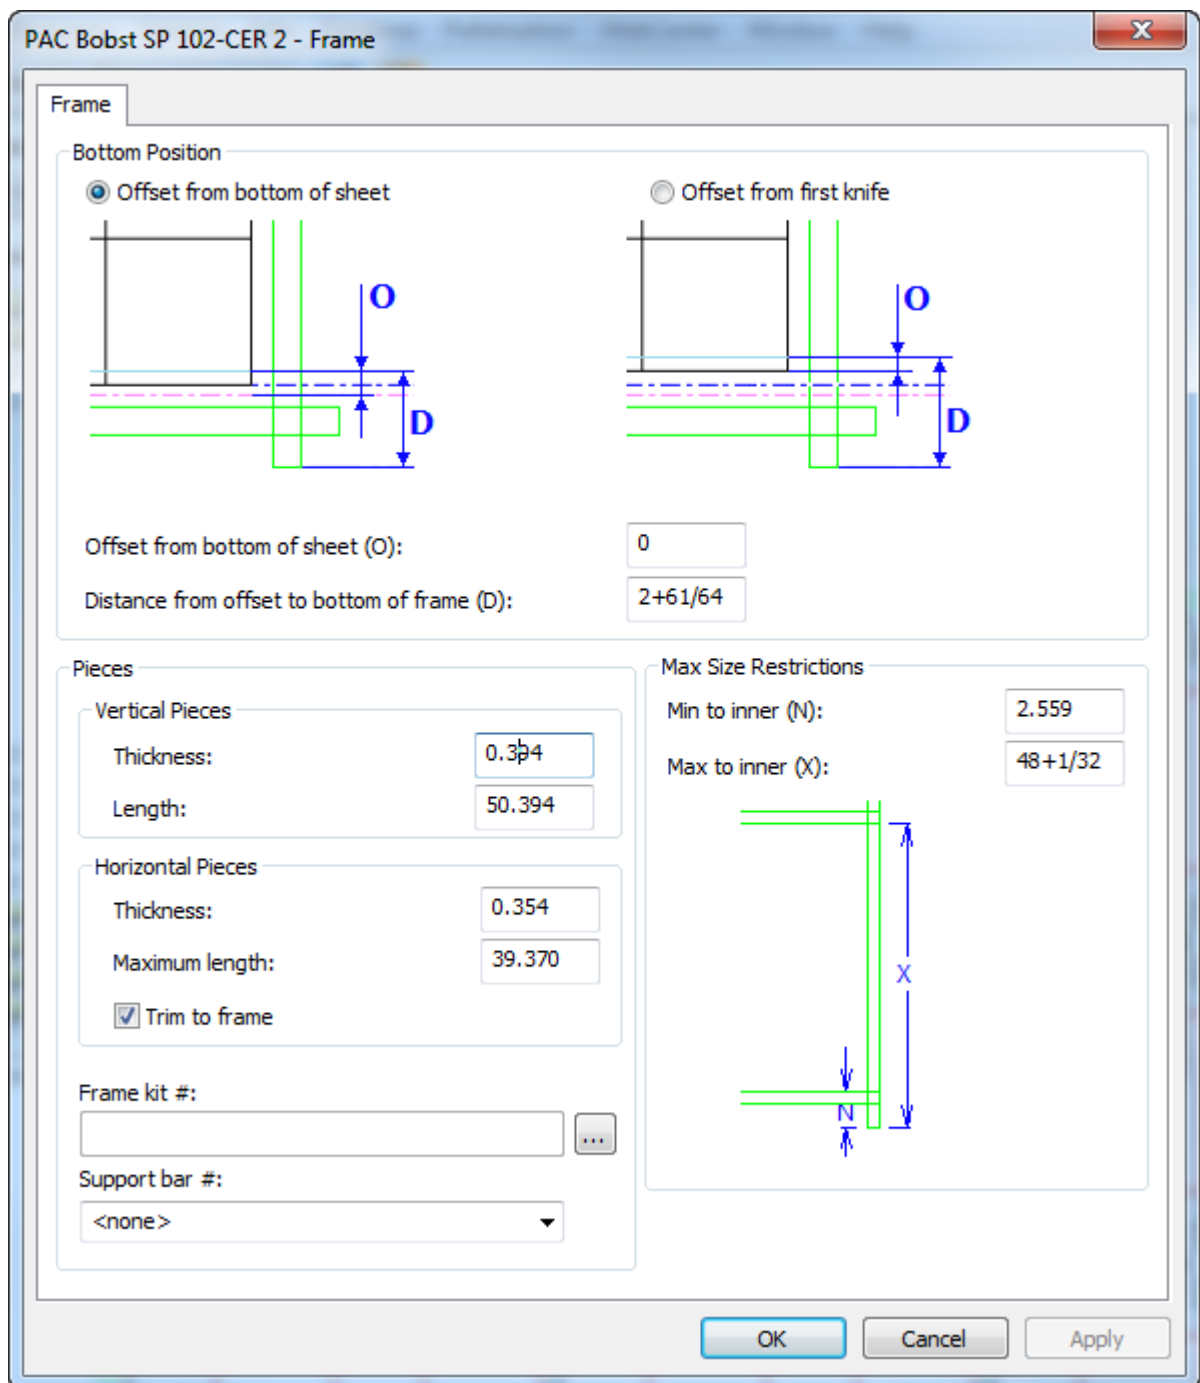 PAC Bobst SP 102-CER 2 - Frame
Frame
Bottom Position
Offset from bottom of sheet
Offset from first knife
O
D
O
D
Offset from bottom of sheet (O):
0
Distance from offset to bottom of frame (D):
2+61/64
Pieces
Vertical Pieces
Thickness:
0.394
Length:
50.394
Horizontal Pieces
Thickness:
0.354
Maximum length:
39.370
Trim to frame
Frame kit #:
...
Support bar #:
<none>
Max Size Restrictions
Min to inner (N):
2.559
Max to inner (X):
48+1/32
X
N
OK
Cancel
Apply